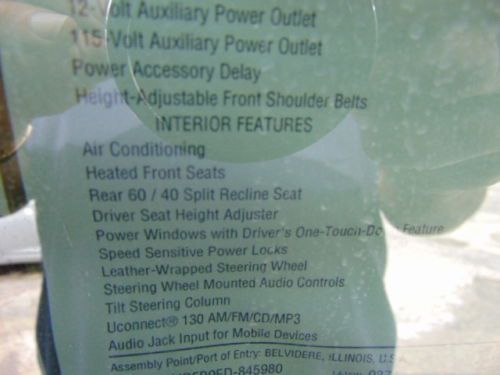 12-Volt Auxiliary Power Outlet
115-Volt Auxiliary Power Outlet
Power Accessory Delay
Height-Adjustable Front Shoulder Belts
INTERIOR FEATURES
Air Conditioning
Heated Front Seats
Rear 60 / 40 Split Recline Seat
Driver Seat Height Adjuster
Power Windows with Driver's One-Touch-Down Feature
Speed Sensitive Power Locks
Leather-Wrapped Steering Wheel
Steering Wheel Mounted Audio Controls
Tilt Steering Column
Uconnect® 130 AM/FM/CD/MP3
Audio Jack Input for Mobile Devices
Assembly Point/Port of Entry: BELVIDERE, ILLINOIS, U.S
-845980